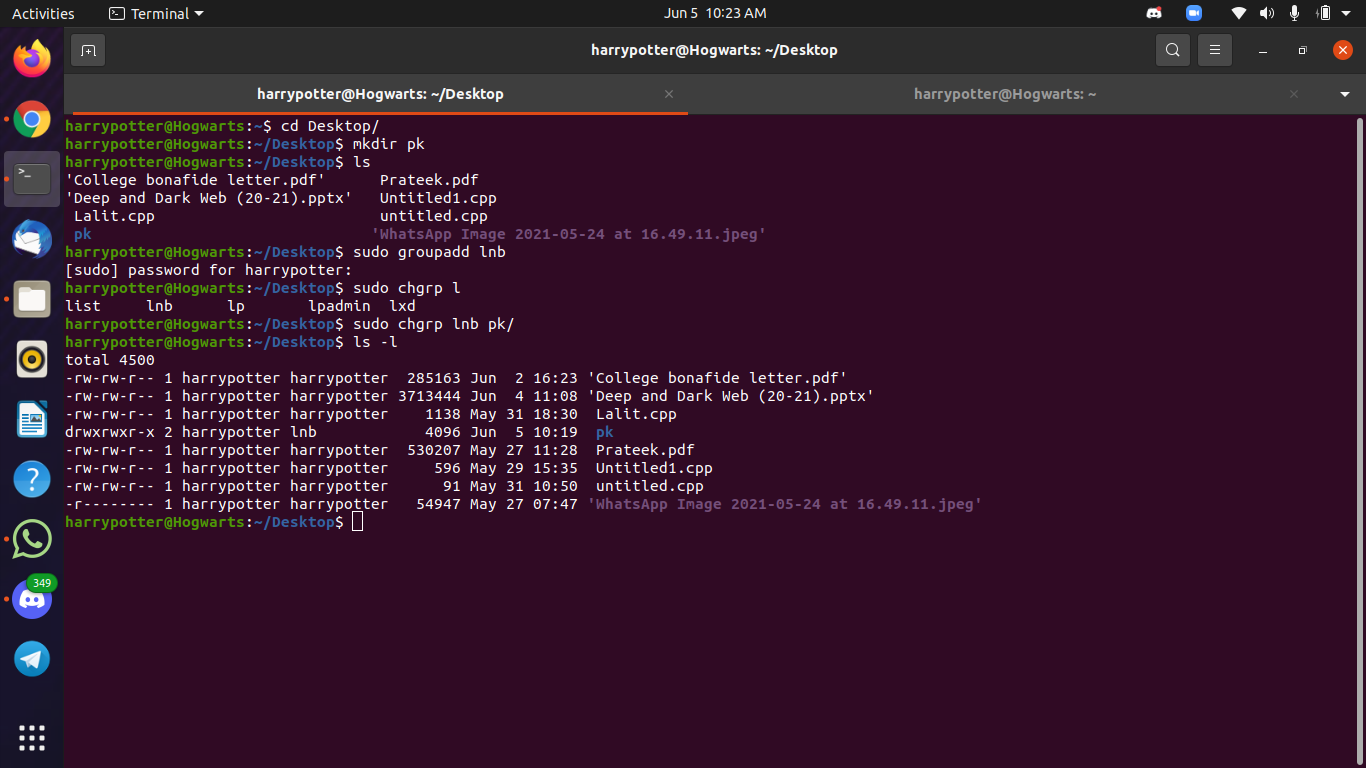 Activities Terminal Jun 5 10:23 AM
harrypotter@Hogwarts: ~/Desktop
harrypotter@Hogwarts: ~/Desktop harrypotter@Hogwarts: ~
harrypotter@Hogwarts:~$ cd Desktop/
harrypotter@Hogwarts:~/Desktop$ mkdir pk
harrypotter@Hogwarts:~/Desktop$ ls
'College bonafide letter.pdf'      Prateek.pdf
'Deep and Dark Web (20-21).pptx'   Untitled1.cpp
 Lalit.cpp                         untitled.cpp
 pk                               'WhatsApp Image 2021-05-24 at 16.49.11.jpeg'
harrypotter@Hogwarts:~/Desktop$ sudo groupadd lnb
[sudo] password for harrypotter:
harrypotter@Hogwarts:~/Desktop$ sudo chgrp l
list     lnb      lp       lpadmin  lxd
harrypotter@Hogwarts:~/Desktop$ sudo chgrp lnb pk/
harrypotter@Hogwarts:~/Desktop$ ls -l
total 4500
-rw-rw-r-- 1 harrypotter harrypotter  285163 Jun  2 16:23 'College bonafide letter.pdf'
-rw-rw-r-- 1 harrypotter harrypotter 3713444 Jun  4 11:08 'Deep and Dark Web (20-21).pptx'
-rw-rw-r-- 1 harrypotter harrypotter    1138 May 31 18:30  Lalit.cpp
drwxrwxr-x 2 harrypotter lnb            4096 Jun  5 10:19  pk
-rw-rw-r-- 1 harrypotter harrypotter  530207 May 27 11:28  Prateek.pdf
-rw-rw-r-- 1 harrypotter harrypotter     596 May 29 15:35  Untitled1.cpp
-rw-rw-r-- 1 harrypotter harrypotter      91 May 31 10:50  untitled.cpp
-r-------- 1 harrypotter harrypotter   54947 May 27 07:47 'WhatsApp Image 2021-05-24 at 16.49.11.jpeg'
harrypotter@Hogwarts:~/Desktop$
349